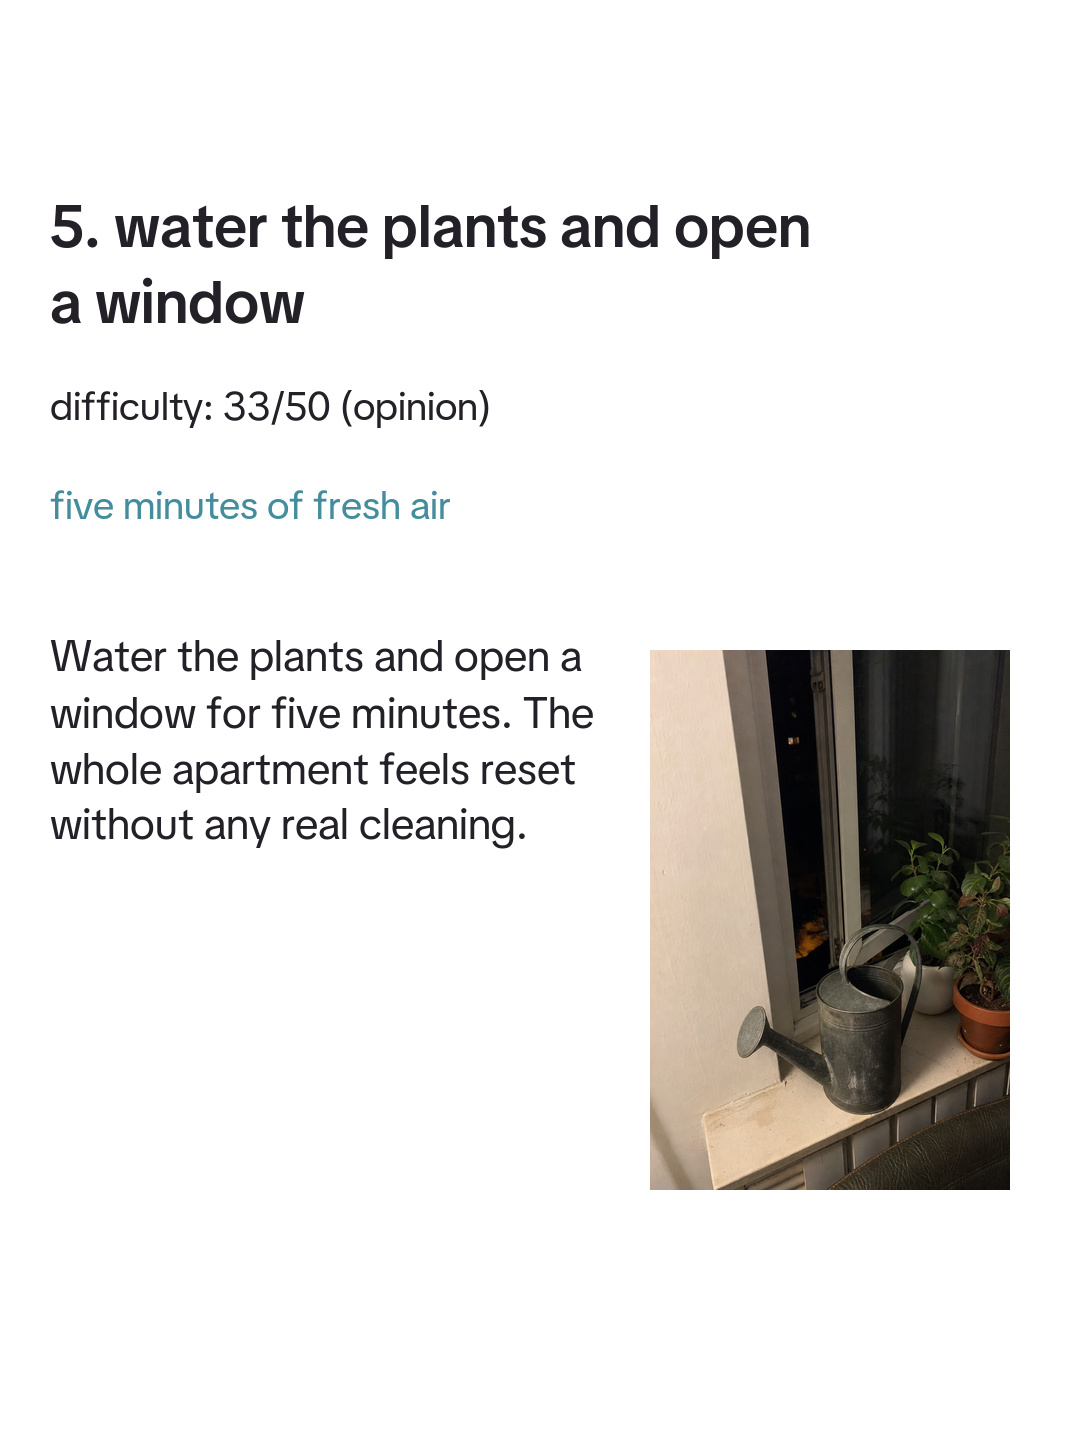 5. water the plants and open
a window
difficulty: 33/50 (opinion)
five minutes of fresh air
Water the plants and open a
window for five minutes. The
whole apartment feels reset
without any real cleaning.